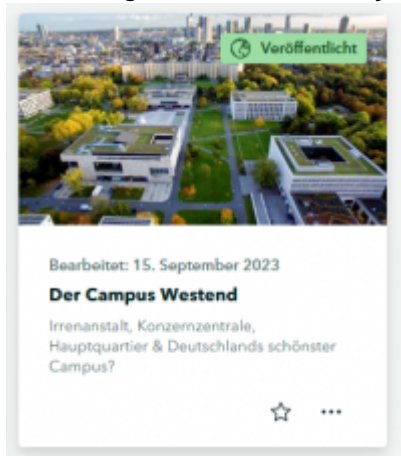 Veröffentlicht
Bearbeitet: 15. September 2023
Der Campus Westend
Irrenanstalt, Konzernzentrale,
Hauptquartier & Deutschlands schönster
Campus?